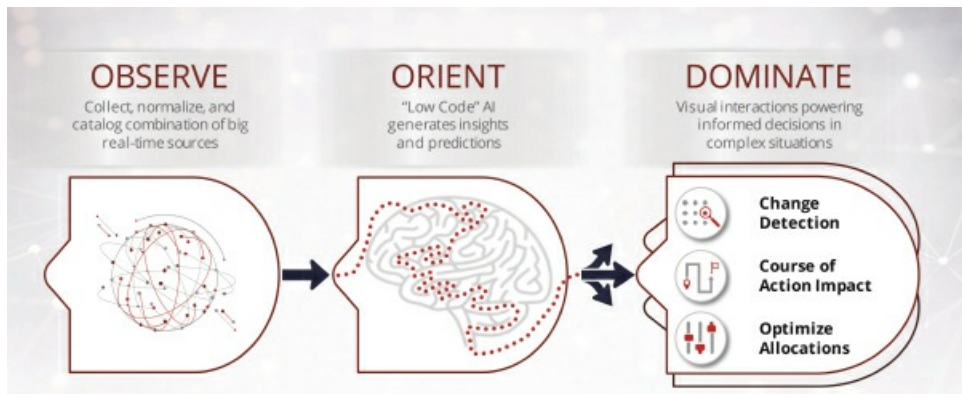 OBSERVE
Collect, normalize, and
catalog combination of big
real-time sources
ORIENT
“Low Code” AI
generates insights
and predictions
DOMINATE
Visual interactions powering
informed decisions in
complex situations
Change
Detection
Course of
Action Impact
Optimize
Allocations